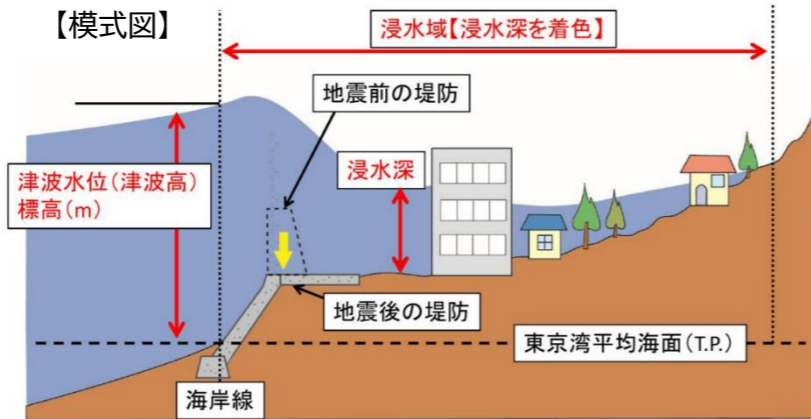 【模式図】
浸水域【浸水深を着色】
地震前の堤防
津波水位(津波高)
標高(m)
浸水深
地震後の堤防
東京湾平均海面(T.P.)
海岸線